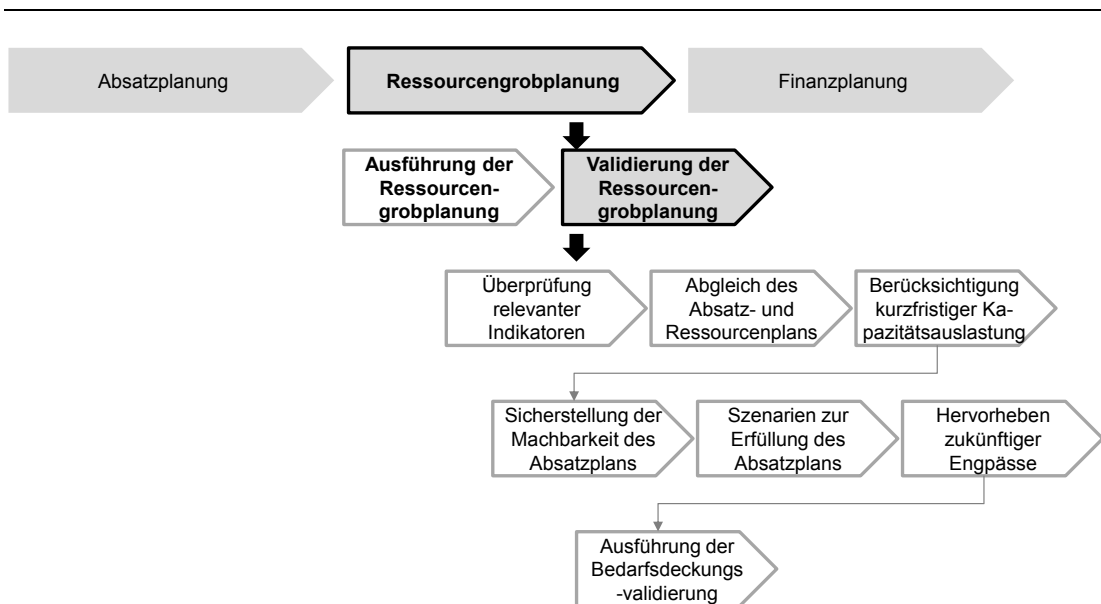 Absatzplanung
Ressourcengrobplanung
Finanzplanung
Ausführung der
Ressourcen-
grobplanung
Validierung der
Ressourcen-
grobplanung
Überprüfung
relevanter
Indikatoren
Abgleich des
Absatz- und
Ressourcenplans
Berücksichtigung
kurzfristiger Ka-
pazitätsauslastung
Sicherstellung der
Machbarkeit des
Absatzplans
Szenarien zur
Erfüllung des
Absatzplans
Hervorheben
zukünftiger
Engpässe
Ausführung der
Bedarfsdeckungs
-validierung